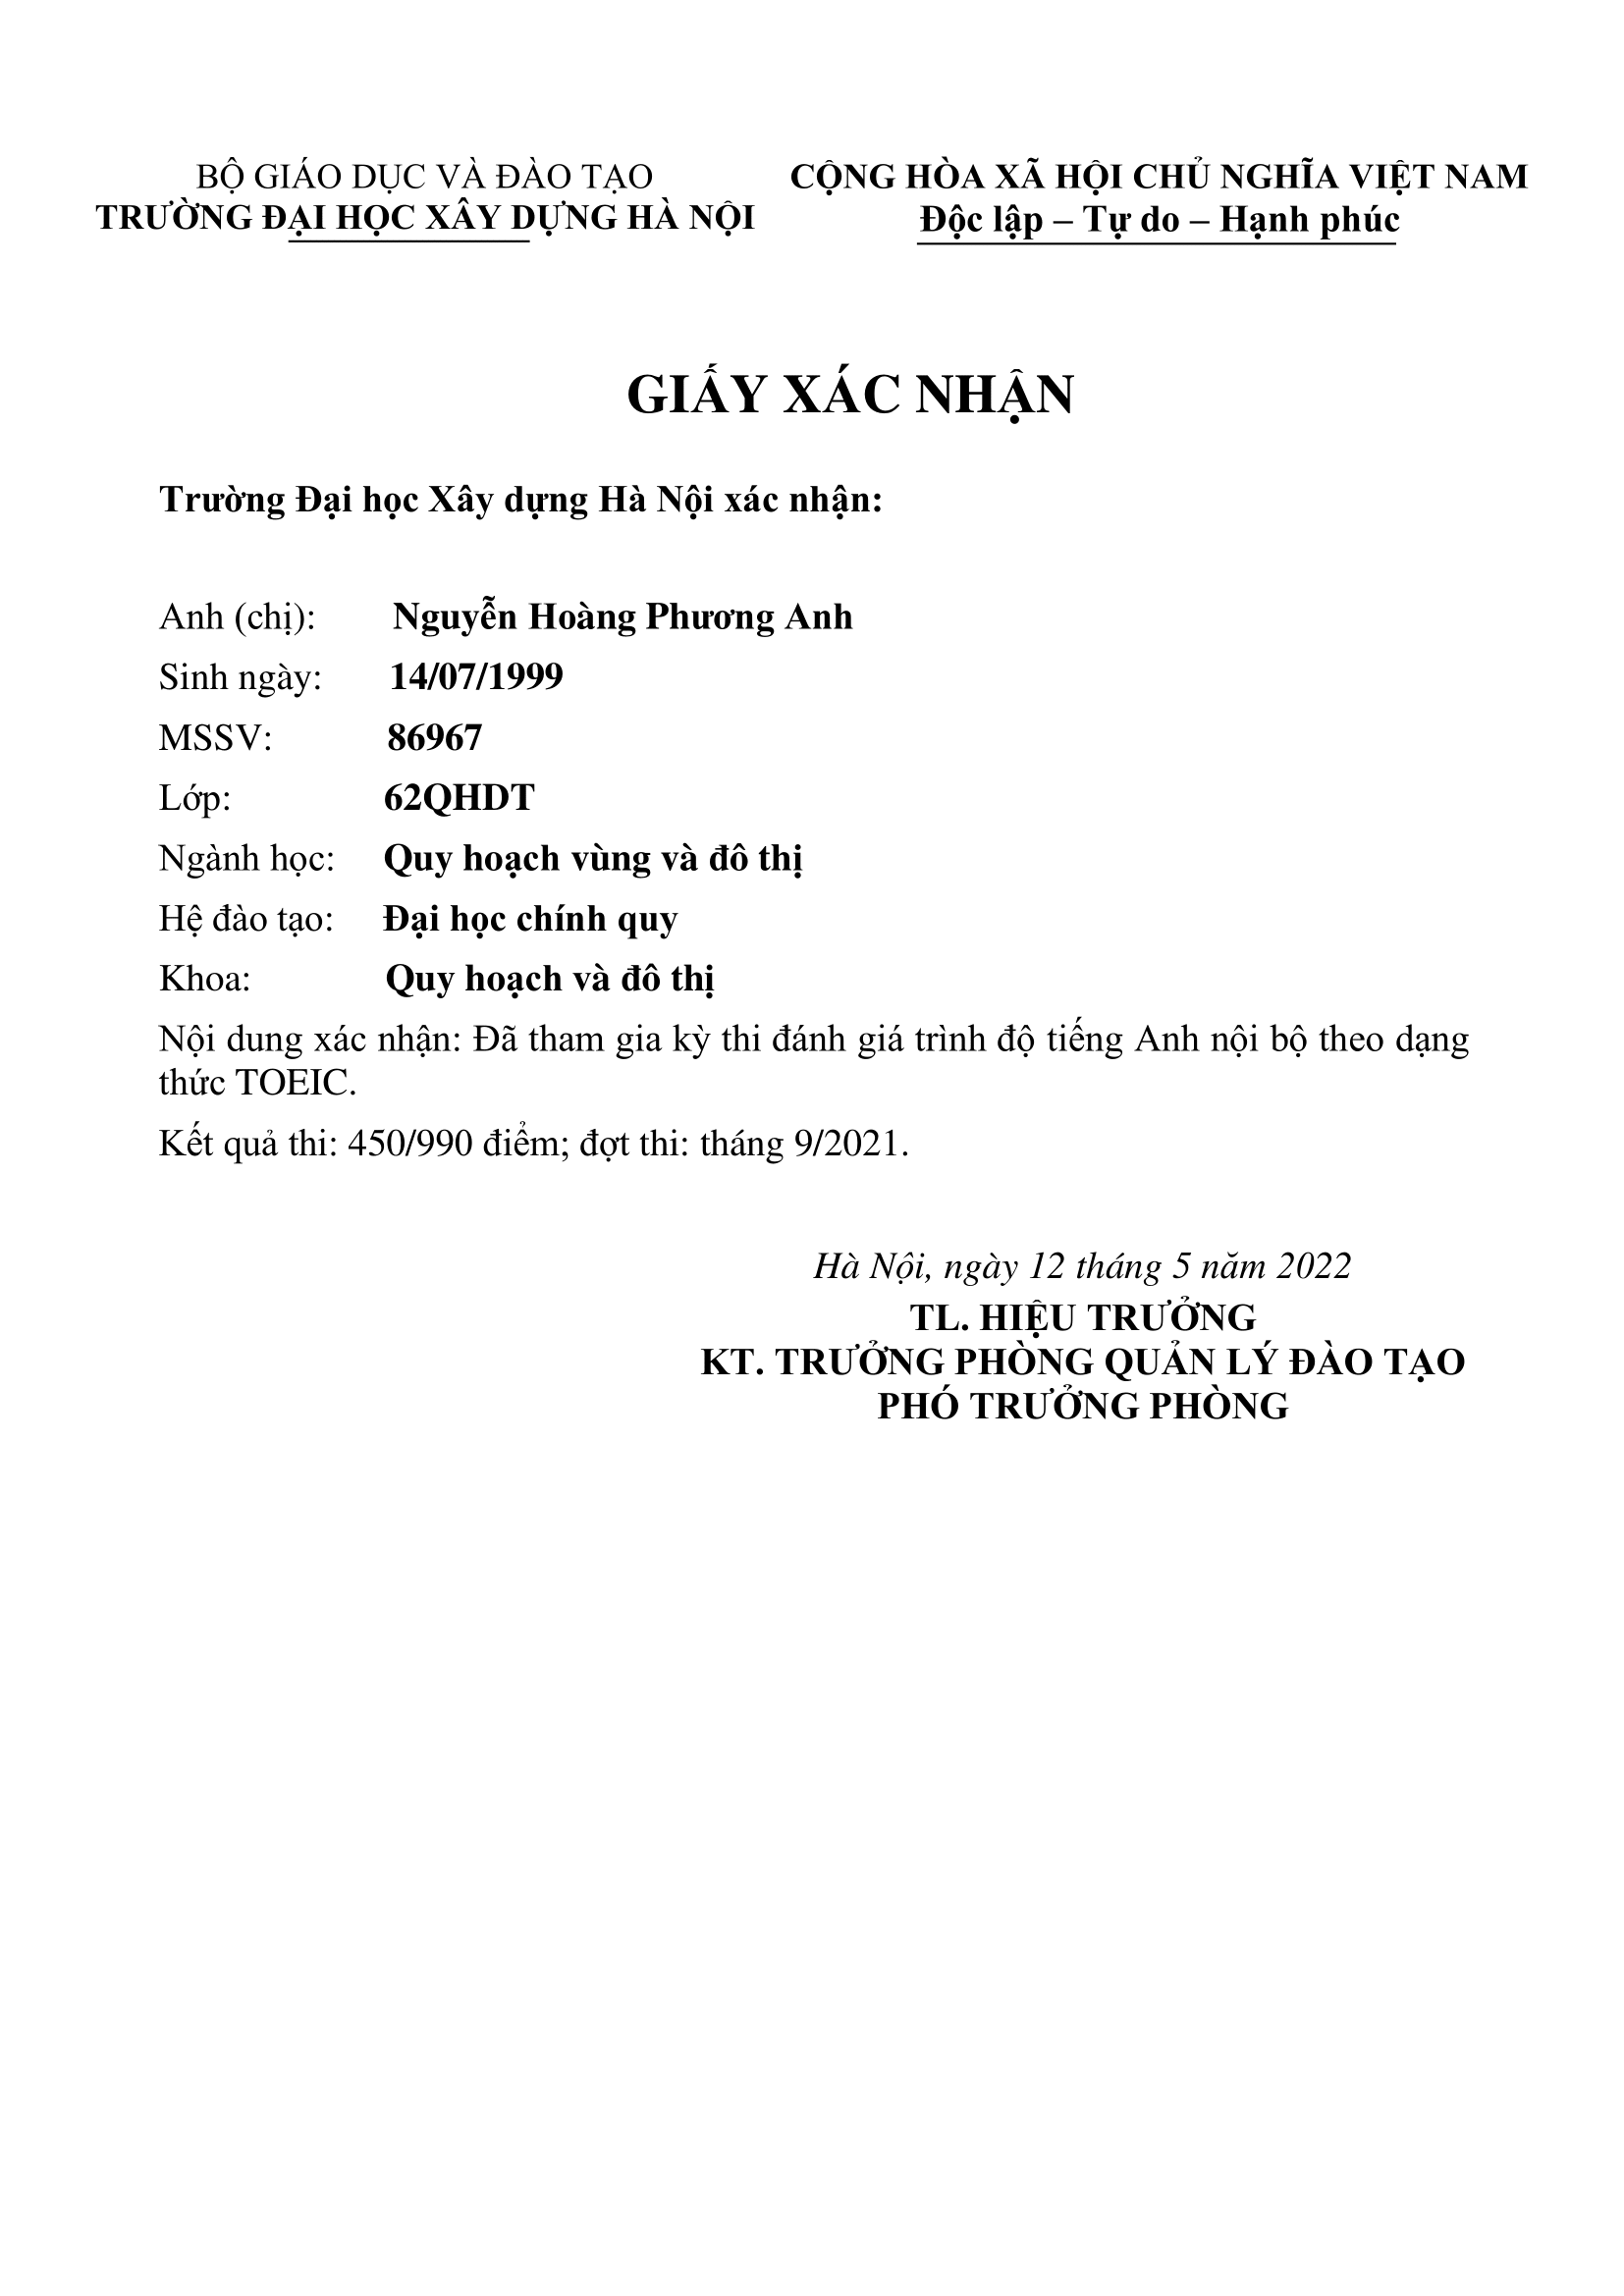 BỘ GIÁO DỤC VÀ ĐÀO TẠO
TRƯỜNG ĐẠI HỌC XÂY DỰNG HÀ NỘI
CỘNG HÒA XÃ HỘI CHỦ NGHĨA VIỆT NAM
Độc lập – Tự do – Hạnh phúc
GIẤY XÁC NHẬN
Trường Đại học Xây dựng Hà Nội xác nhận:
Anh (chị): Nguyễn Hoàng Phương Anh
Sinh ngày: 14/07/1999
MSSV: 86967
Lớp: 62QHDT
Ngành học: Quy hoạch vùng và đô thị
Hệ đào tạo: Đại học chính quy
Khoa: Quy hoạch và đô thị
Nội dung xác nhận: Đã tham gia kỳ thi đánh giá trình độ tiếng Anh nội bộ theo dạng
thức TOEIC.
Kết quả thi: 450/990 điểm; đợt thi: tháng 9/2021.
Hà Nội, ngày 12 tháng 5 năm 2022
TL. HIỆU TRƯỞNG
KT. TRƯỞNG PHÒNG QUẢN LÝ ĐÀO TẠO
PHÓ TRƯỞNG PHÒNG